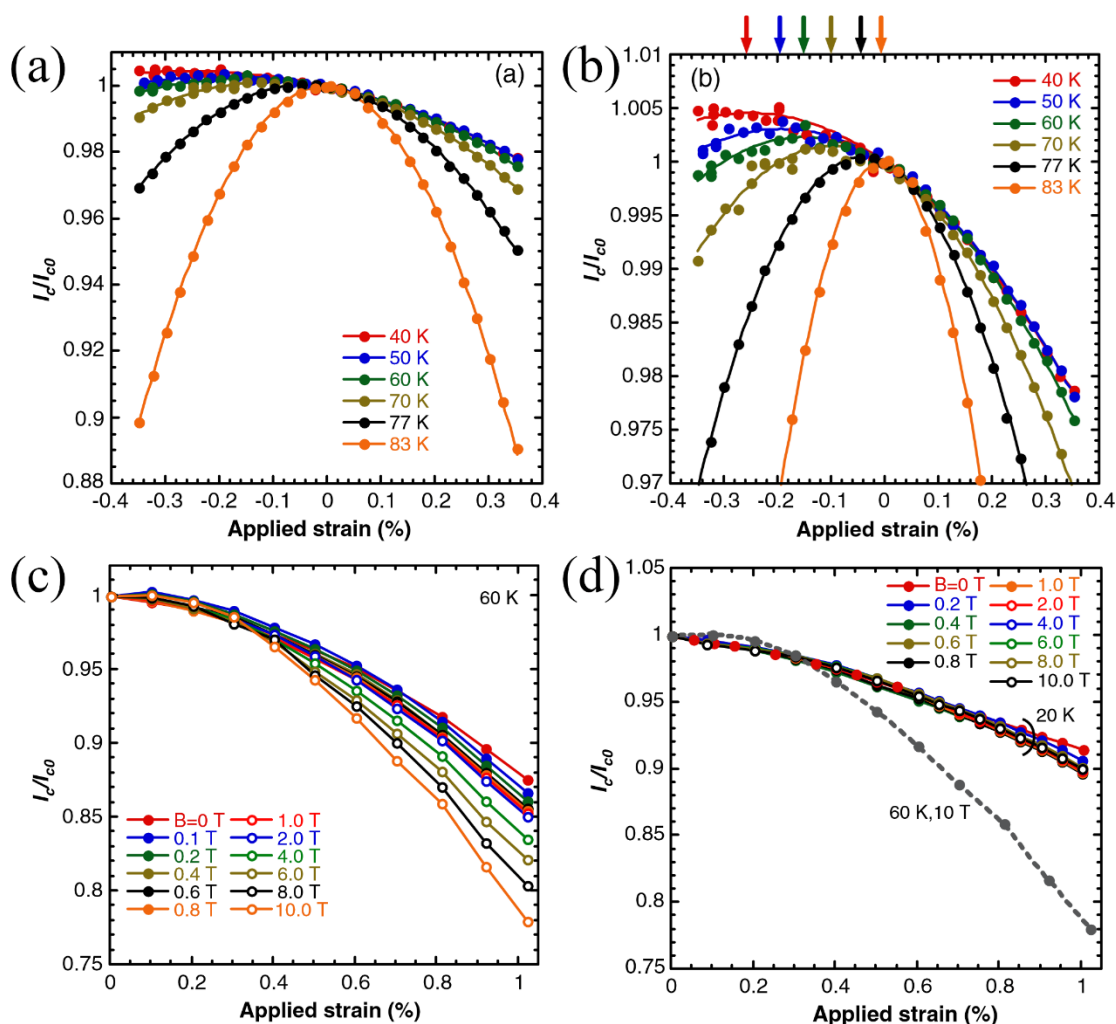 (a)
(a)
I_c/I_c0
1
0.98
0.96
0.94
0.92
0.9
0.88
40 K
50 K
60 K
70 K
77 K
83 K
-0.4 -0.3 -0.2 -0.1 0 0.1 0.2 0.3 0.4
Applied strain (%)
(b)
(b)
I_c/I_c0
1.01
1.005
1
0.995
0.99
0.985
0.98
0.975
0.97
40 K
50 K
60 K
70 K
77 K
83 K
-0.4 -0.3 -0.2 -0.1 0 0.1 0.2 0.3 0.4
Applied strain (%)
(c)
60 K
I_c/I_c0
1
0.95
0.9
0.85
0.8
0.75
B=0 T 1.0 T
0.1 T 2.0 T
0.2 T 4.0 T
0.4 T 6.0 T
0.6 T 8.0 T
0.8 T 10.0 T
0 0.2 0.4 0.6 0.8 1
Applied strain (%)
(d)
I_c/I_c0
1.05
1
0.95
0.9
0.85
0.8
0.75
B=0 T 1.0 T
0.2 T 2.0 T
0.4 T 4.0 T
0.6 T 6.0 T
0.8 T 8.0 T
10.0 T
20 K
60 K,10 T
0 0.2 0.4 0.6 0.8 1
Applied strain (%)